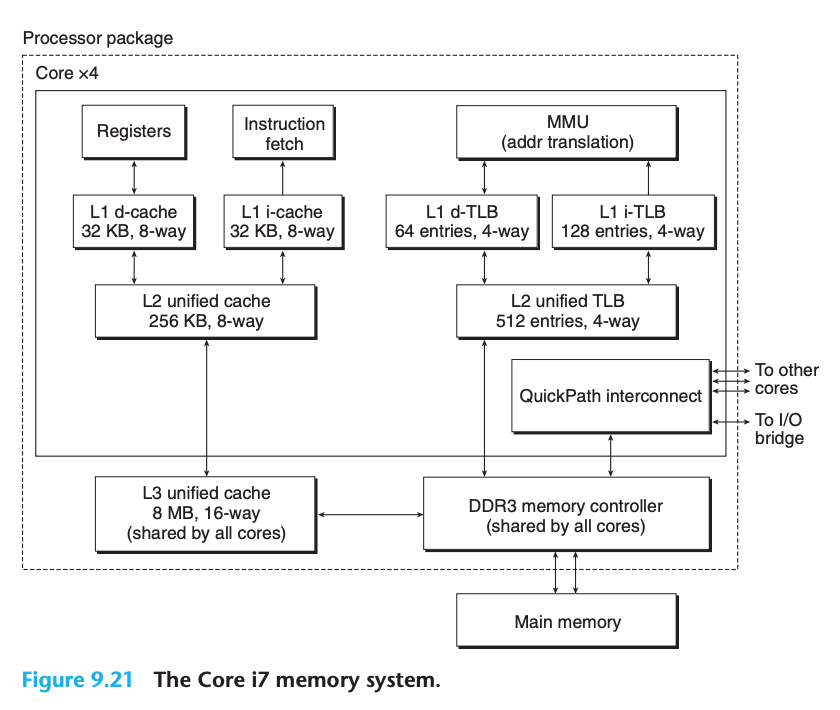 Processor package
Core ×4
Registers
Instruction
fetch
MMU
(addr translation)
L1 d-cache
32 KB, 8-way
L1 i-cache
32 KB, 8-way
L1 d-TLB
64 entries, 4-way
L1 i-TLB
128 entries, 4-way
L2 unified cache
256 KB, 8-way
L2 unified TLB
512 entries, 4-way
QuickPath interconnect
To other
cores
To I/O
bridge
L3 unified cache
8 MB, 16-way
(shared by all cores)
DDR3 memory controller
(shared by all cores)
Main memory
Figure 9.21 The Core i7 memory system.